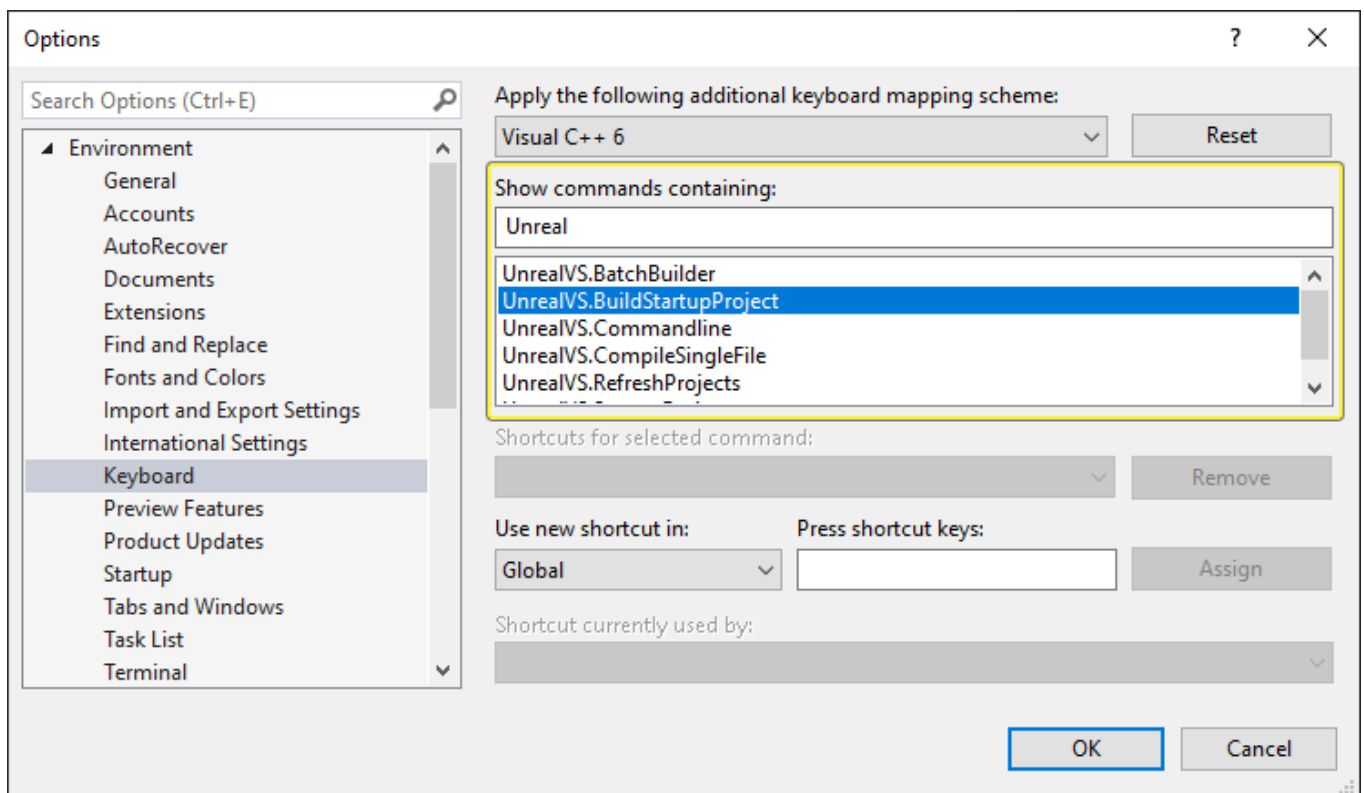 Options
?
Search Options (Ctrl+E)
Environment
General
Accounts
AutoRecover
Documents
Extensions
Find and Replace
Fonts and Colors
Import and Export Settings
International Settings
Keyboard
Preview Features
Product Updates
Startup
Tabs and Windows
Task List
Terminal
Apply the following additional keyboard mapping scheme:
Visual C++ 6
Reset
Show commands containing:
Unreal
UnrealVS.BatchBuilder
UnrealVS.BuildStartupProject
UnrealVS.Commandline
UnrealVS.CompileSingleFile
UnrealVS.RefreshProjects
Shortcuts for selected command:
Remove
Use new shortcut in:
Press shortcut keys:
Global
Assign
Shortcut currently used by:
OK
Cancel